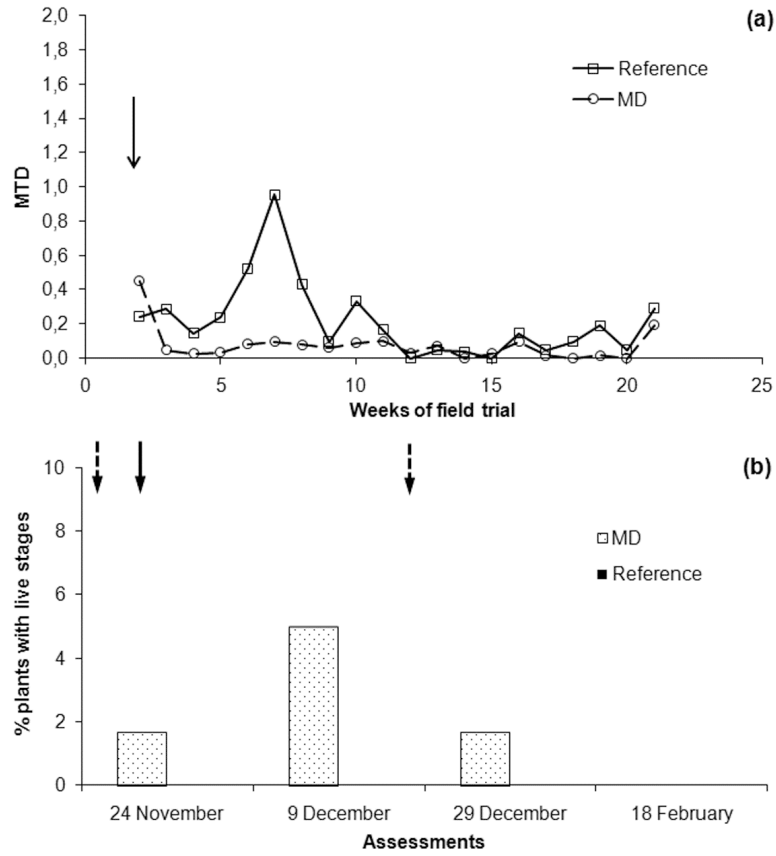 (a)
2,0
1,8
1,6
1,4
1,2
1,0
0,8
0,6
0,4
0,2
0,0
MTD
Reference
MD
0 5 10 15 20 25
Weeks of field trial
(b)
10
8
6
4
2
0
% plants with live stages
MD
Reference
24 November 9 December 29 December 18 February
Assessments